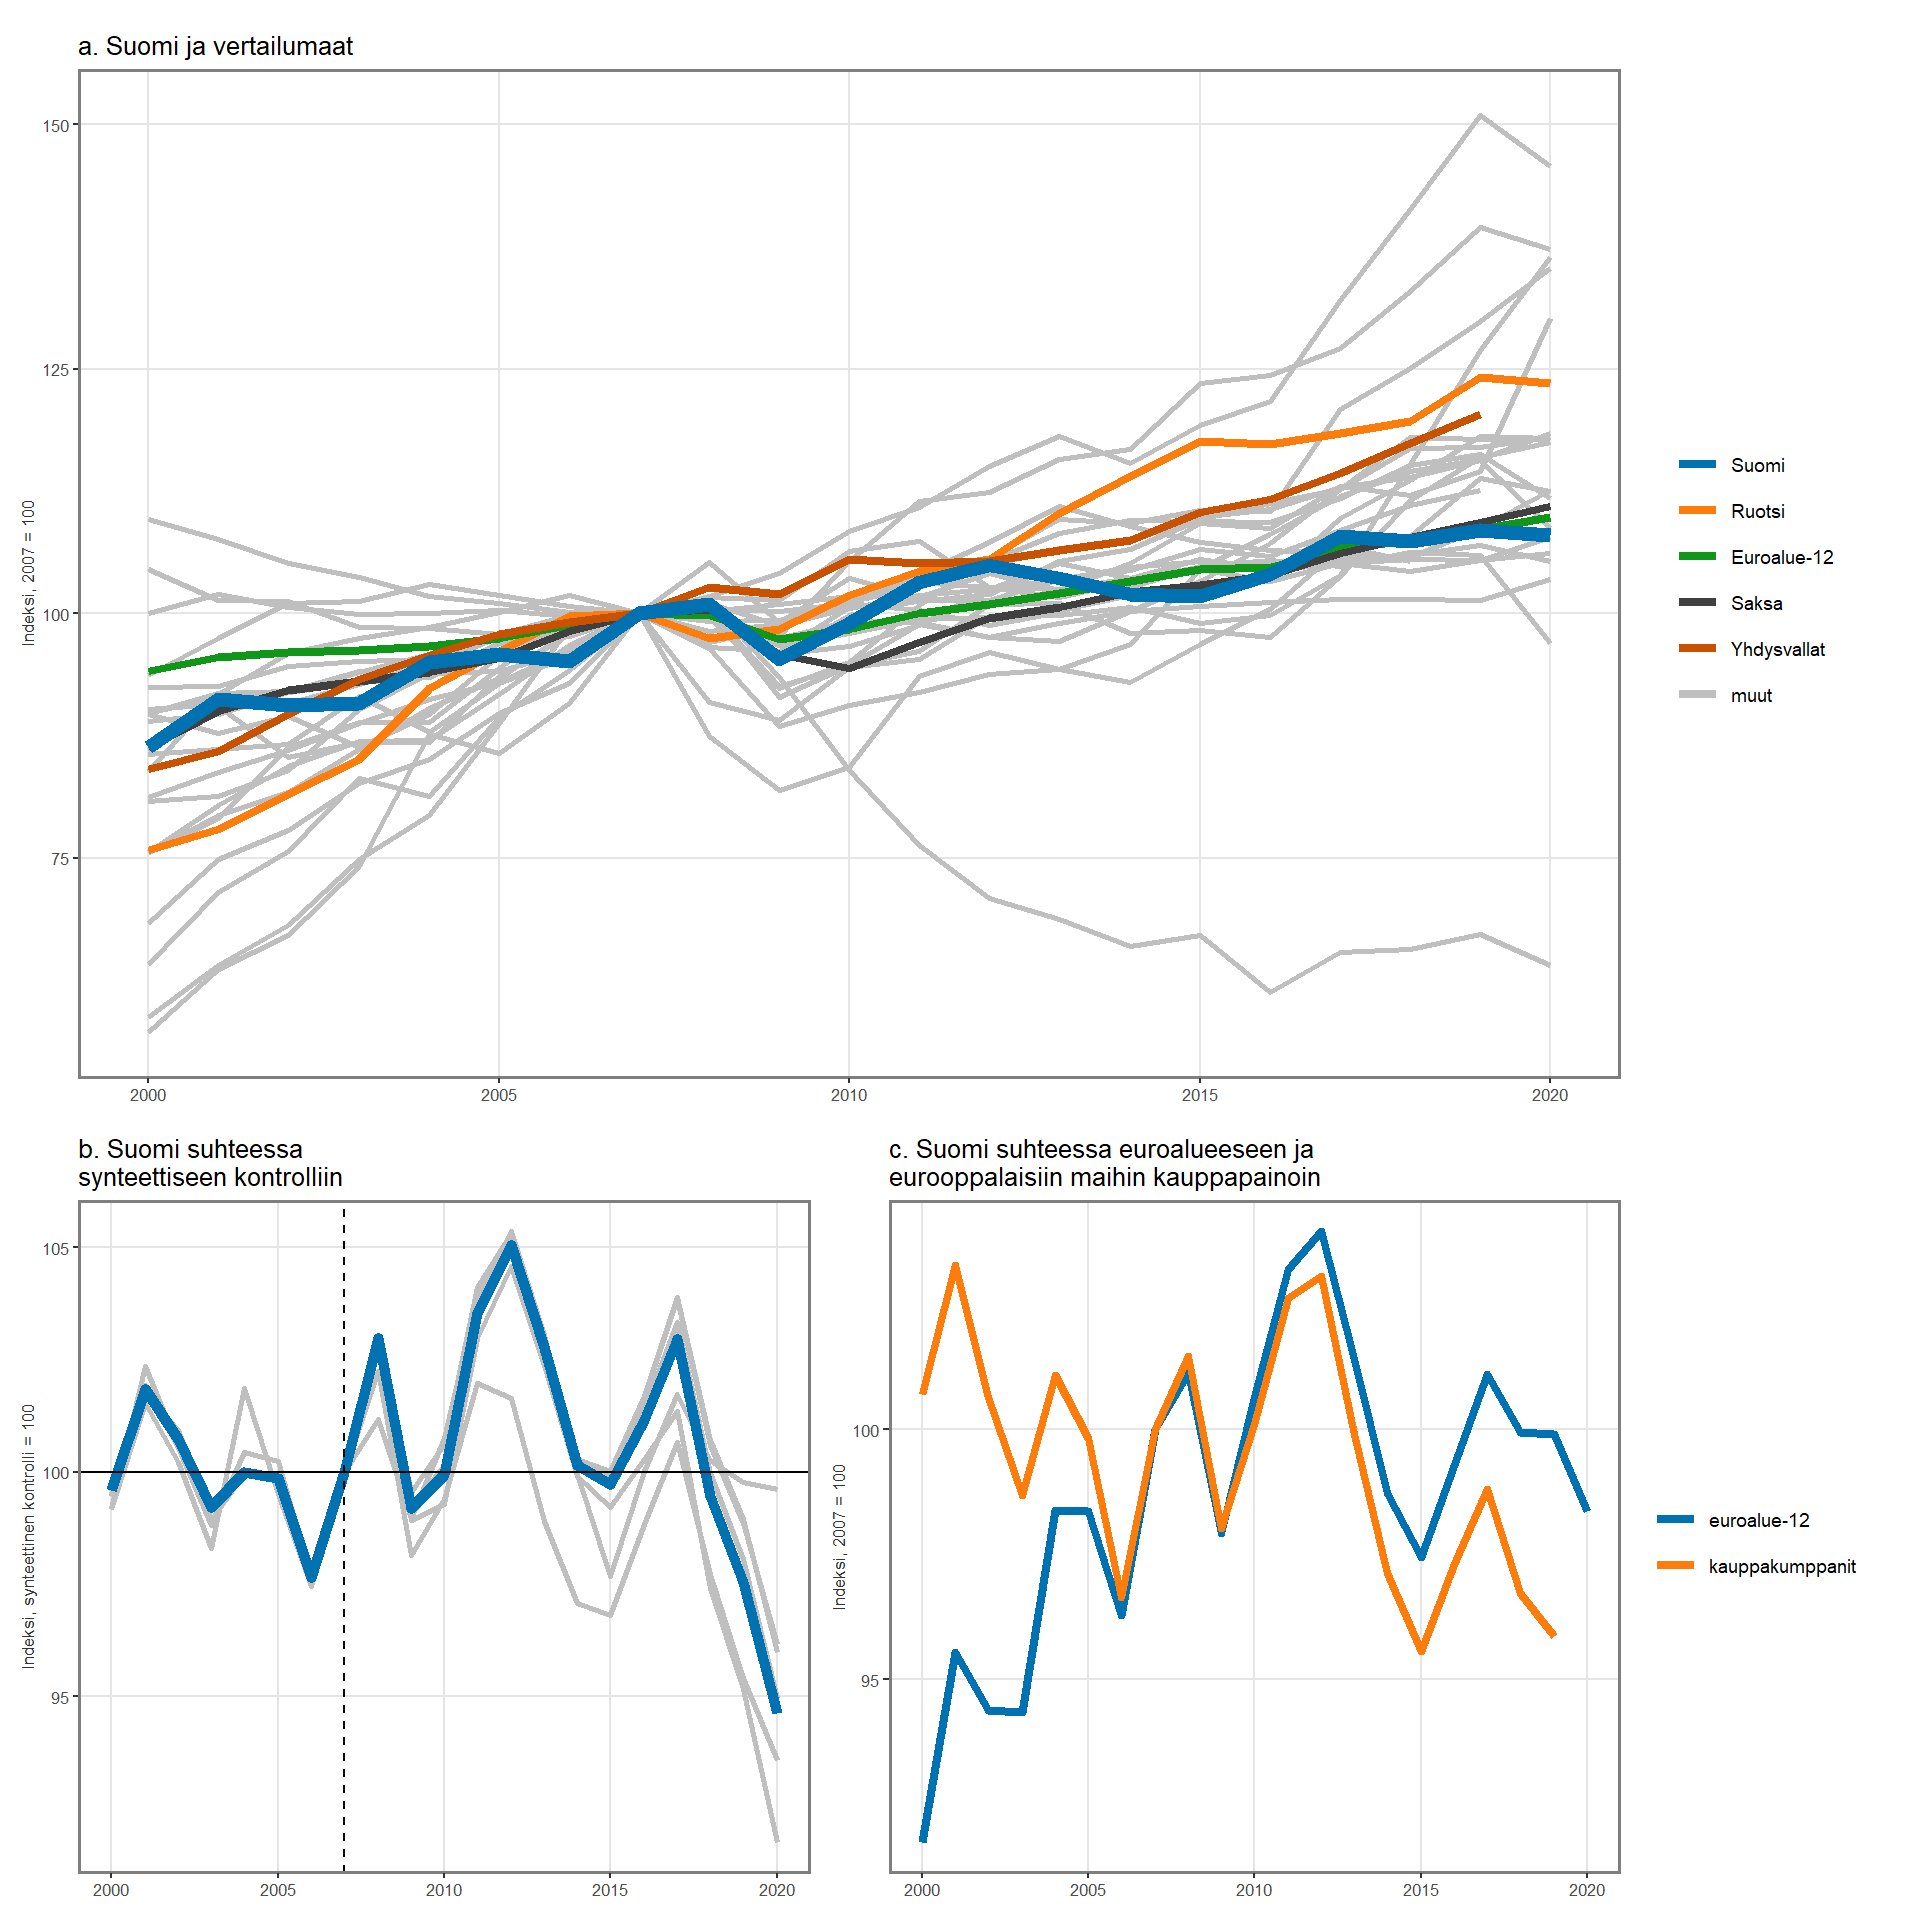 a. Suomi ja vertailumaat
Indeksi, 2007 = 100
150
125
100
75
2000
2005
2010
2015
2020
Suomi
Ruotsi
Euroalue-12
Saksa
Yhdysvallat
muut
b. Suomi suhteessa
synteettiseen kontrolliin
Indeksi, synteettinen kontrolli = 100
105
100
95
2000
2005
2010
2015
2020
c. Suomi suhteessa euroalueeseen ja
eurooppalaisiin maihin kauppapainoin
Indeksi, 2007 = 100
100
95
2000
2005
2010
2015
2020
euroalue-12
kauppakumppanit